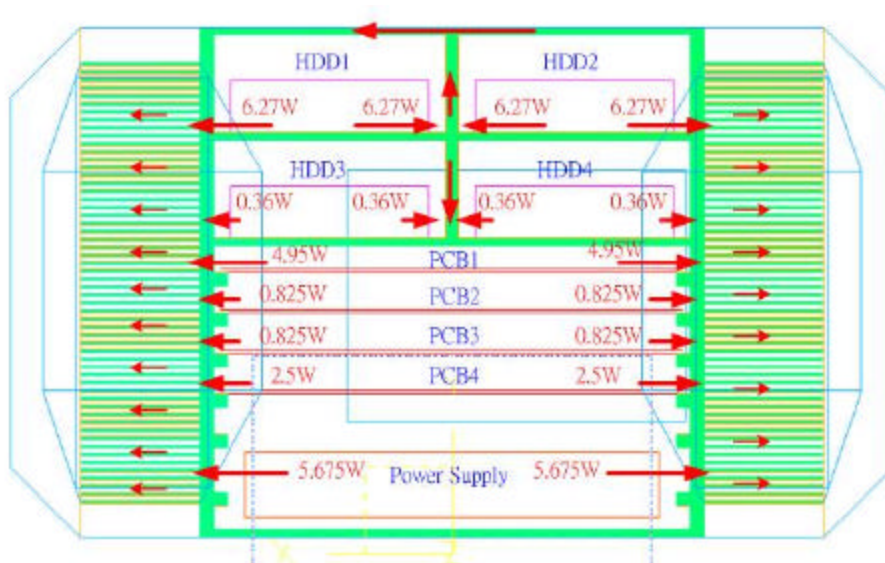 HDD1 HDD2
6.27W 6.27W 6.27W 6.27W
HDD3 HDD4
0.36W 0.36W 0.36W 0.36W
4.95W PCB1 4.95W
0.825W PCB2 0.825W
0.825W PCB3 0.825W
2.5W PCB4 2.5W
5.675W Power Supply 5.675W